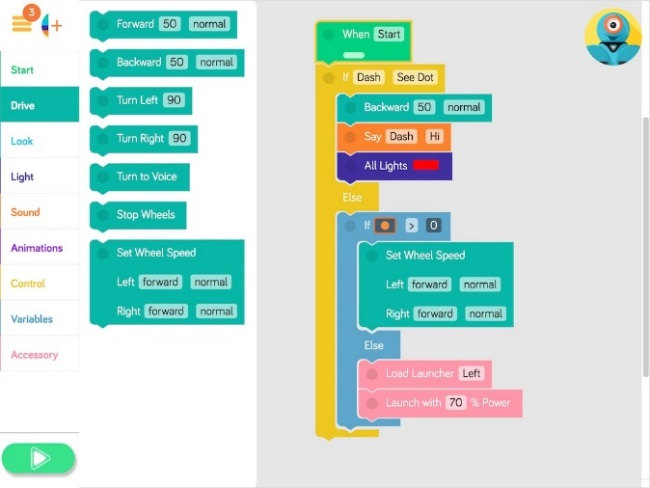 3
+
Start
Drive
Look
Light
Sound
Animations
Control
Variables
Accessory
Forward 50 normal
Backward 50 normal
Turn Left 90
Turn Right 90
Turn to Voice
Stop Wheels
Set Wheel Speed
Left forward normal
Right forward normal
When Start
If Dash See Dot
Backward 50 normal
Say Dash Hi
All Lights
Else
If > 0
Set Wheel Speed
Left forward normal
Right forward normal
Else
Load Launcher Left
Launch with 70 % Power